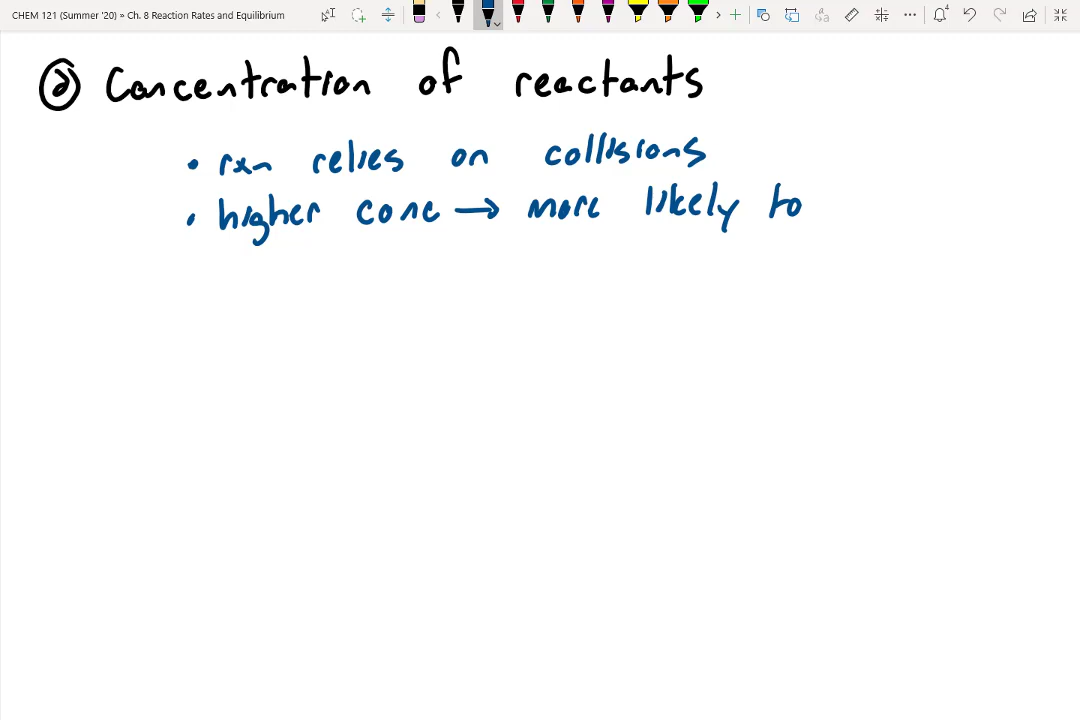 CHEM 121 (Summer '20) » Ch. 8 Reaction Rates and Equilibrium
② Concentration of reactants
• rxn relies on collisions
• higher conc → more likely to